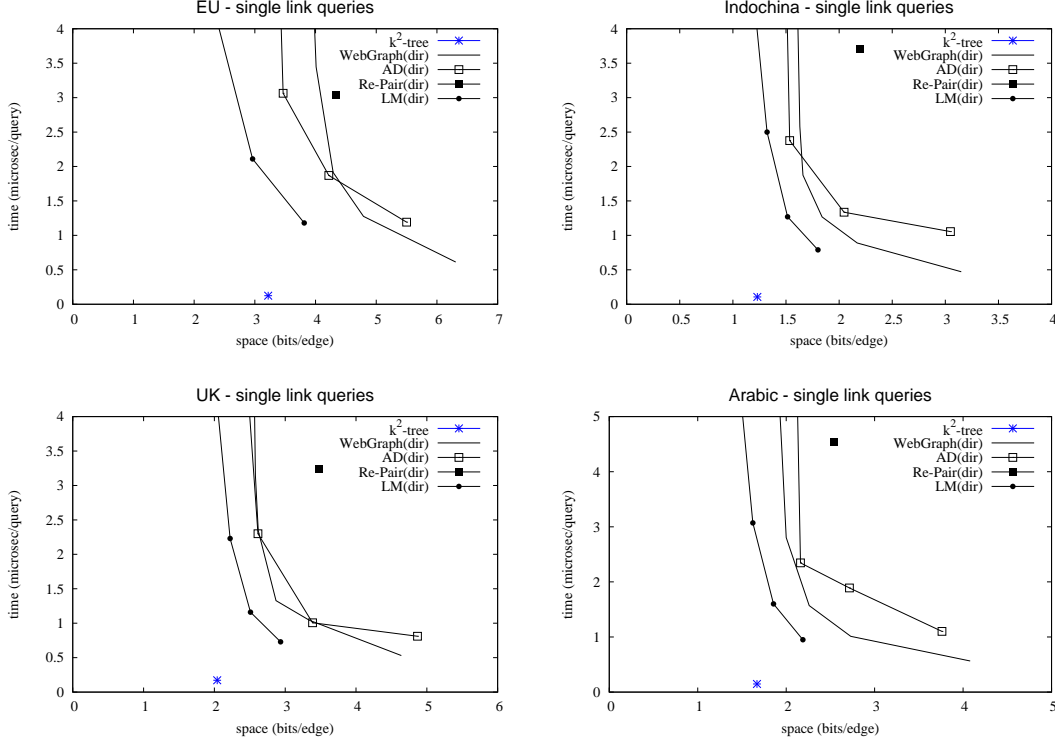 EU - single link queries
4
3.5
3
2.5
2
1.5
1
0.5
0
0 1 2 3 4 5 6 7
time (microsec/query)
space (bits/edge)
k2-tree
WebGraph(dir)
AD(dir)
Re-Pair(dir)
LM(dir)
Indochina - single link queries
4
3.5
3
2.5
2
1.5
1
0.5
0
0 0.5 1 1.5 2 2.5 3 3.5 4
time (microsec/query)
space (bits/edge)
k2-tree
WebGraph(dir)
AD(dir)
Re-Pair(dir)
LM(dir)
UK - single link queries
4
3.5
3
2.5
2
1.5
1
0.5
0
0 1 2 3 4 5 6
time (microsec/query)
space (bits/edge)
k2-tree
WebGraph(dir)
AD(dir)
Re-Pair(dir)
LM(dir)
Arabic - single link queries
5
4
3
2
1
0
0 1 2 3 4 5
time (microsec/query)
space (bits/edge)
k2-tree
WebGraph(dir)
AD(dir)
Re-Pair(dir)
LM(dir)